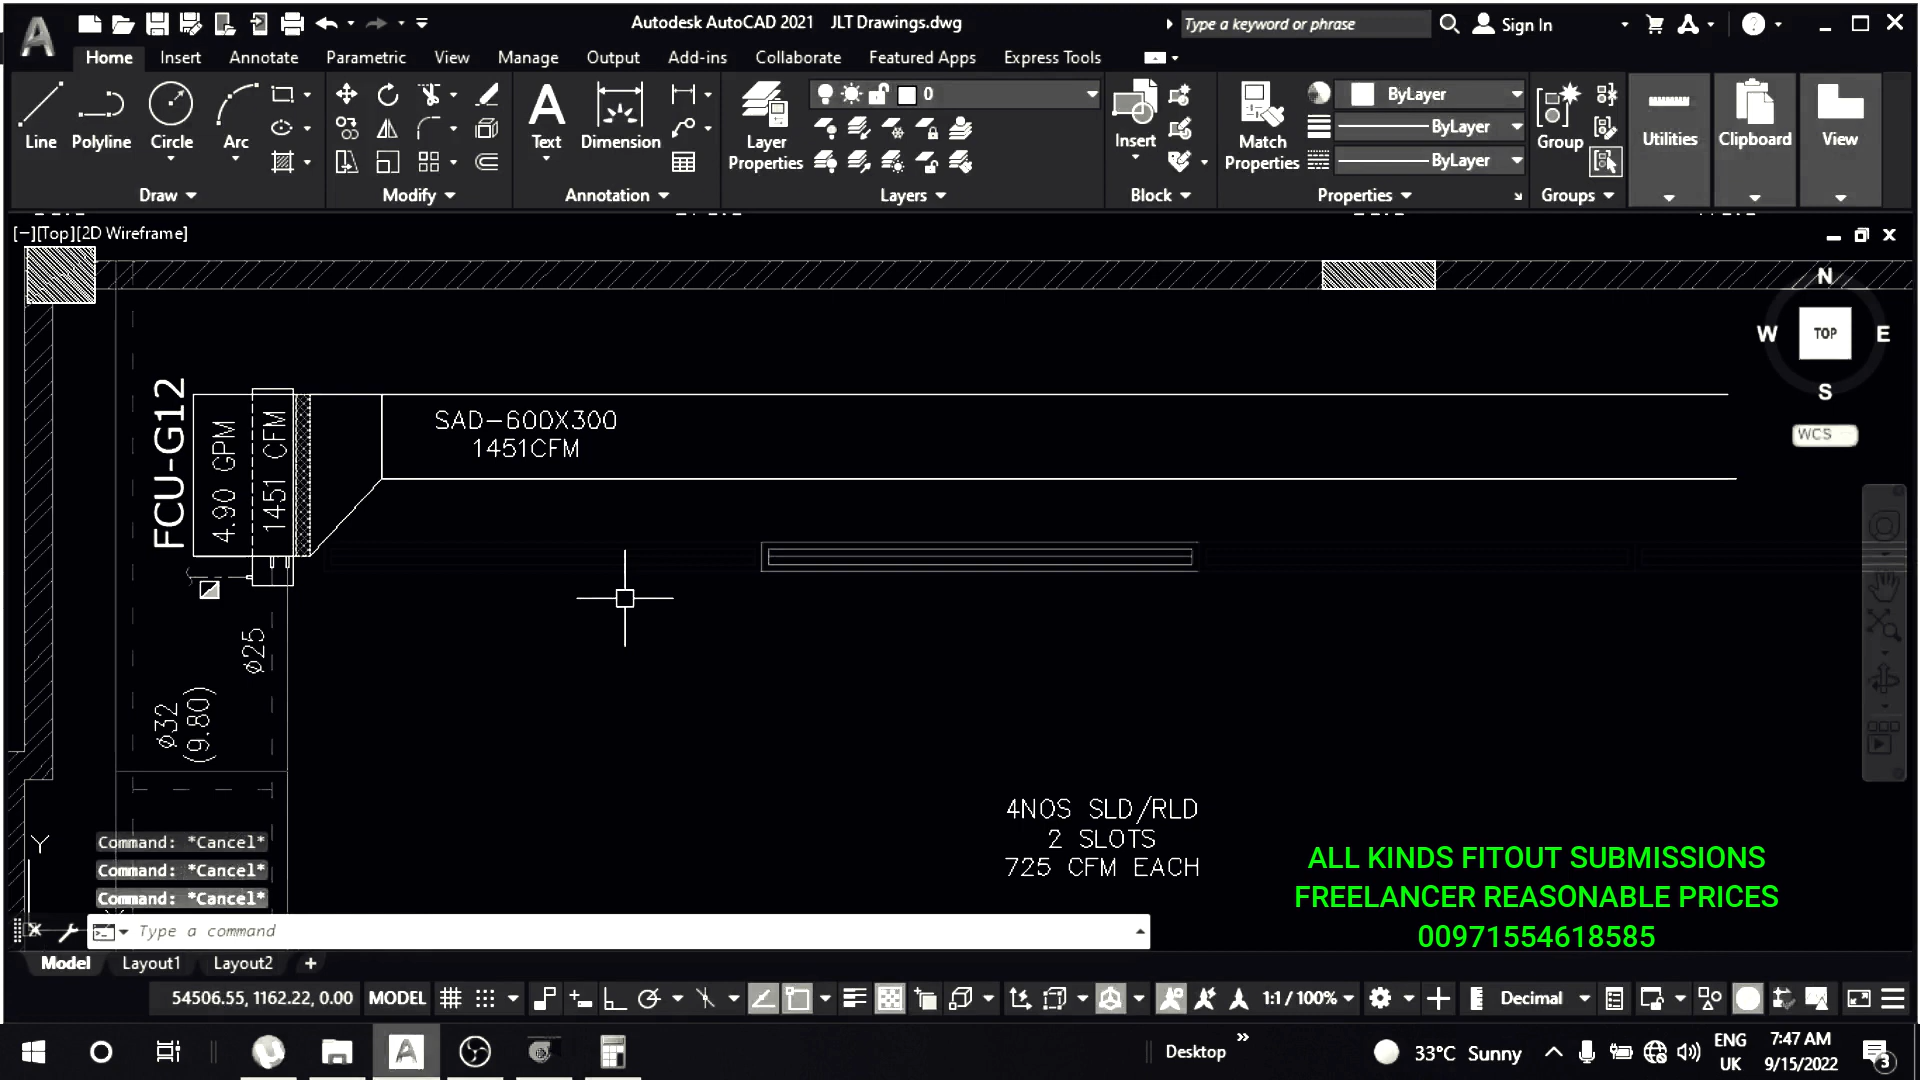 Autodesk AutoCAD 2021 JLT Drawings.dwg
Type a keyword or phrase
Sign In
Home Insert Annotate Parametric View Manage Output Add-ins Collaborate Featured Apps Express Tools
Line Polyline Circle Arc
Text Dimension
Layer Properties
0
Insert
Match Properties
ByLayer
ByLayer
ByLayer
Group
Utilities Clipboard View
Draw Modify Annotation Layers Block Properties Groups
[−][Top][2D Wireframe]
N
W TOP E
S
WCS
FCU-G12
4.90 GPM
1451 CFM
SAD-600X300
1451CFM
ø25
ø32
(9.80)
4NOS SLD/RLD
2 SLOTS
725 CFM EACH
ALL KINDS FITOUT SUBMISSIONS
FREELANCER REASONABLE PRICES
00971554618585
Y
Command: *Cancel*
Command: *Cancel*
Command: *Cancel*
Type a command
Model Layout1 Layout2 +
54506.55, 1162.22, 0.00 MODEL 1:1 / 100% Decimal
Desktop
33°C Sunny
ENG
UK
7:47 AM
9/15/2022
3